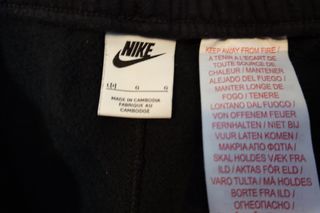 NIKE
MADE IN CAMBODIA
FABRIQUÉ AU
CAMBODGE
KEEP AWAY FROM FIRE /
A TENIR A L'ECART DE
TOUTE SOURCE DE
CHALEUR / MANTENER
ALEJADO DEL FUEGO /
MANTER LONGE DE
FOGO / TENERE
LONTANO DAL FUOCO /
VON OFFENEM FEUER
FERNHALTEN / NIET BIJ
VUUR LATEN KOMEN /
ΜΑΚΡΙΑ ΑΠΟ ΦΩΤΙΑ /
SKAL HOLDES VÆK FRA
ILD / AKTAS FÖR ELD /
VARO TULTA / MÅ HOLDES
BORTE FRA ILD /